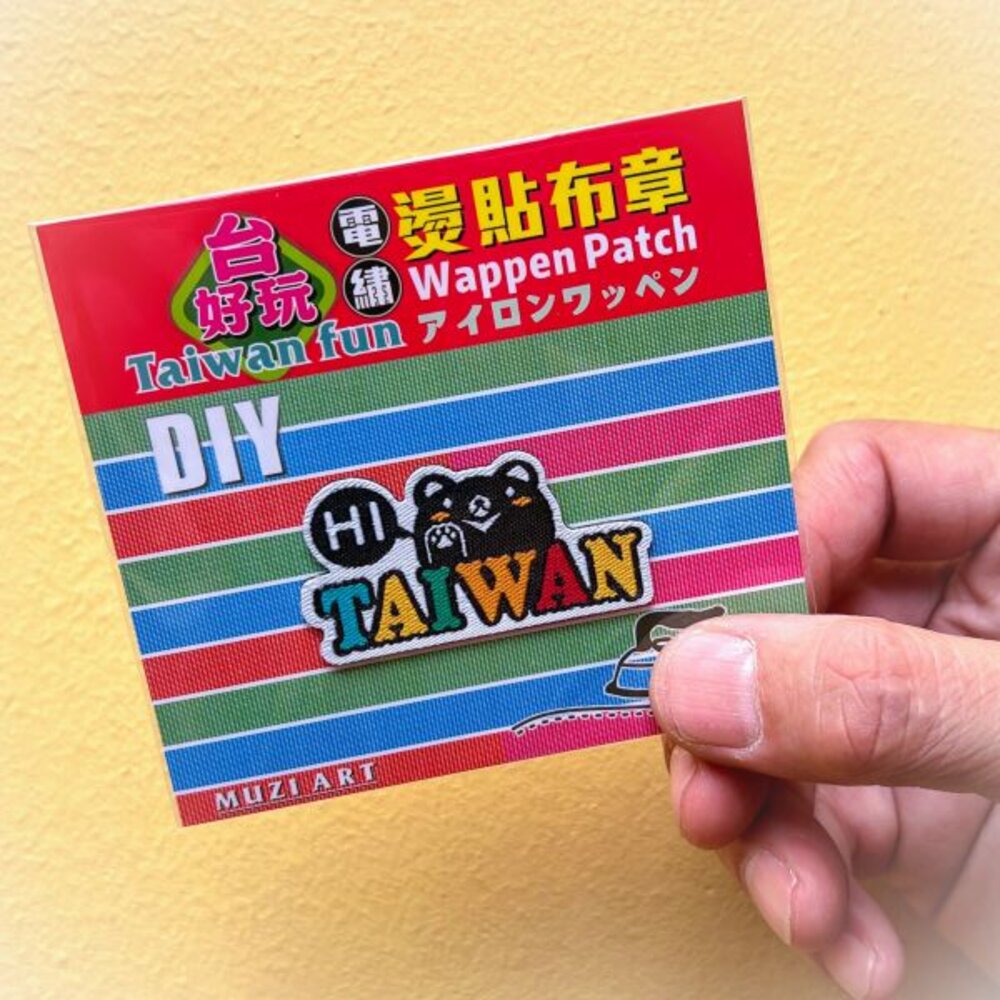 台
好玩
Taiwan fun
電繡
燙貼布章
Wappen Patch
アイロンワッペン
DIY
HI
TAIWAN
MUZI ART